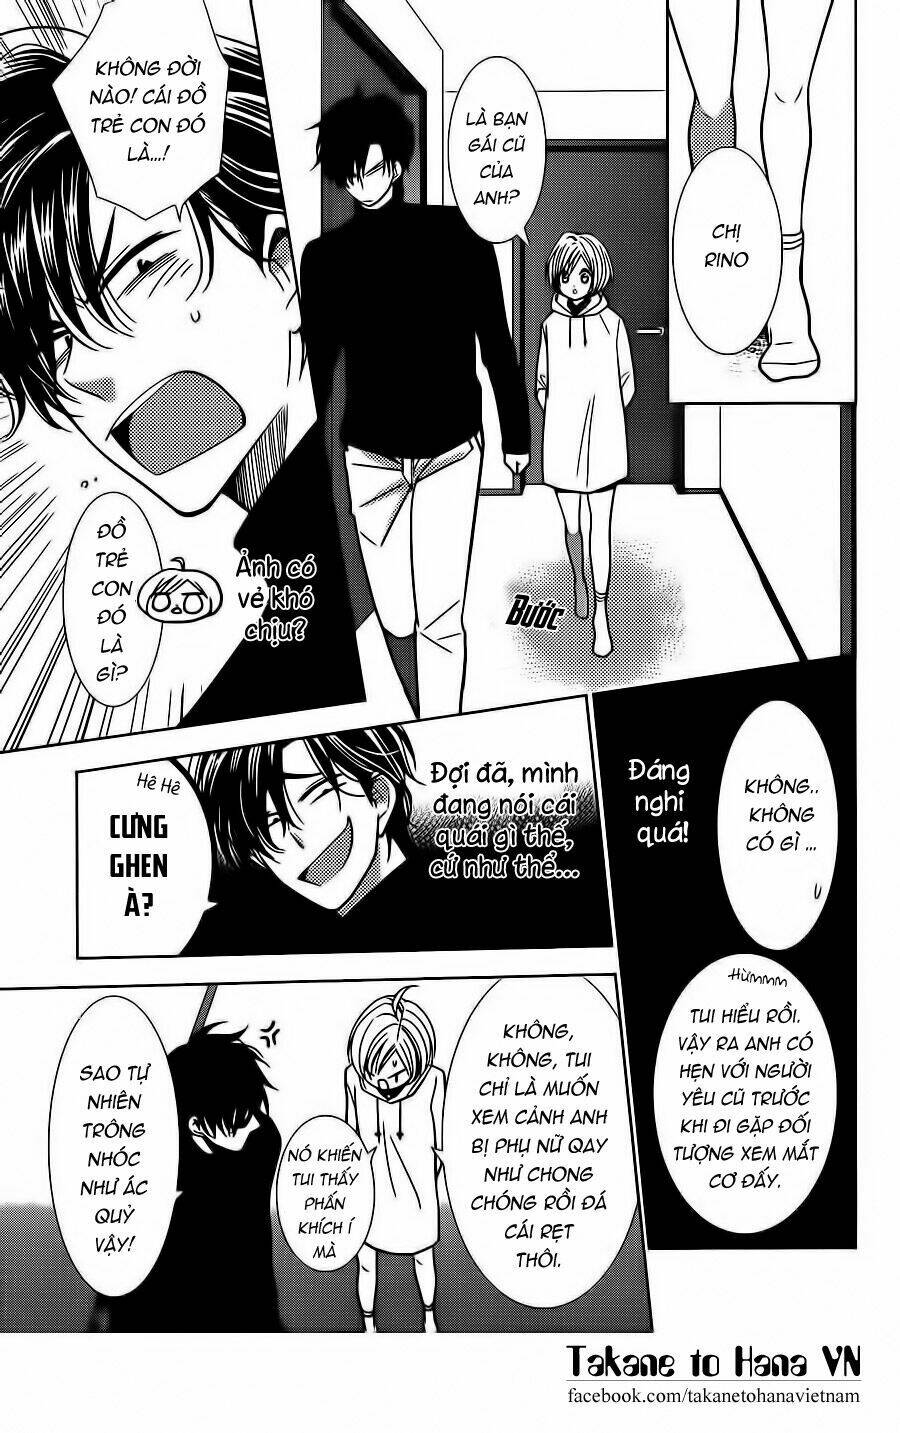 CHỊ
RINO
LÀ BẠN
GÁI CŨ
CỦA
ANH?
Bước
KHÔNG ĐỜI
NÀO! CÁI ĐỒ
TRẺ CON ĐÓ
LÀ...!
ĐỒ
TRẺ
CON
ĐÓ
LÀ
GÌ?
Ảnh có
vẻ khó
chịu?
KHÔNG..
KHÔNG
CÓ GÌ ...
Đáng
nghi
quá!
Đợi đã, mình
đang nói cái
quái gì thế,
cứ như thể...
Hê Hê
CƯNG
GHEN
À?
Hừmmm
TUI HIỂU RỒI.
VẬY RA ANH CÓ
HẸN VỚI NGƯỜI
YÊU CŨ TRƯỚC
KHI ĐI GẶP ĐỐI
TƯỢNG XEM MẮT
CƠ ĐẤY.
KHÔNG,
KHÔNG, TUI
CHỈ LÀ MUỐN
XEM CẢNH ANH
BỊ PHỤ NỮ QAY
NHƯ CHONG
CHÓNG RỒI ĐÁ
CÁI RẸT
THÔI.
NÓ KHIẾN
TUI THẤY
PHẤN
KHÍCH Í
MÀ
SAO TỰ
NHIÊN
TRÔNG
NHÓC
NHƯ ÁC
QUỶ
VẬY!
Takane to Hana VN
facebook.com/takanetohanavietnam